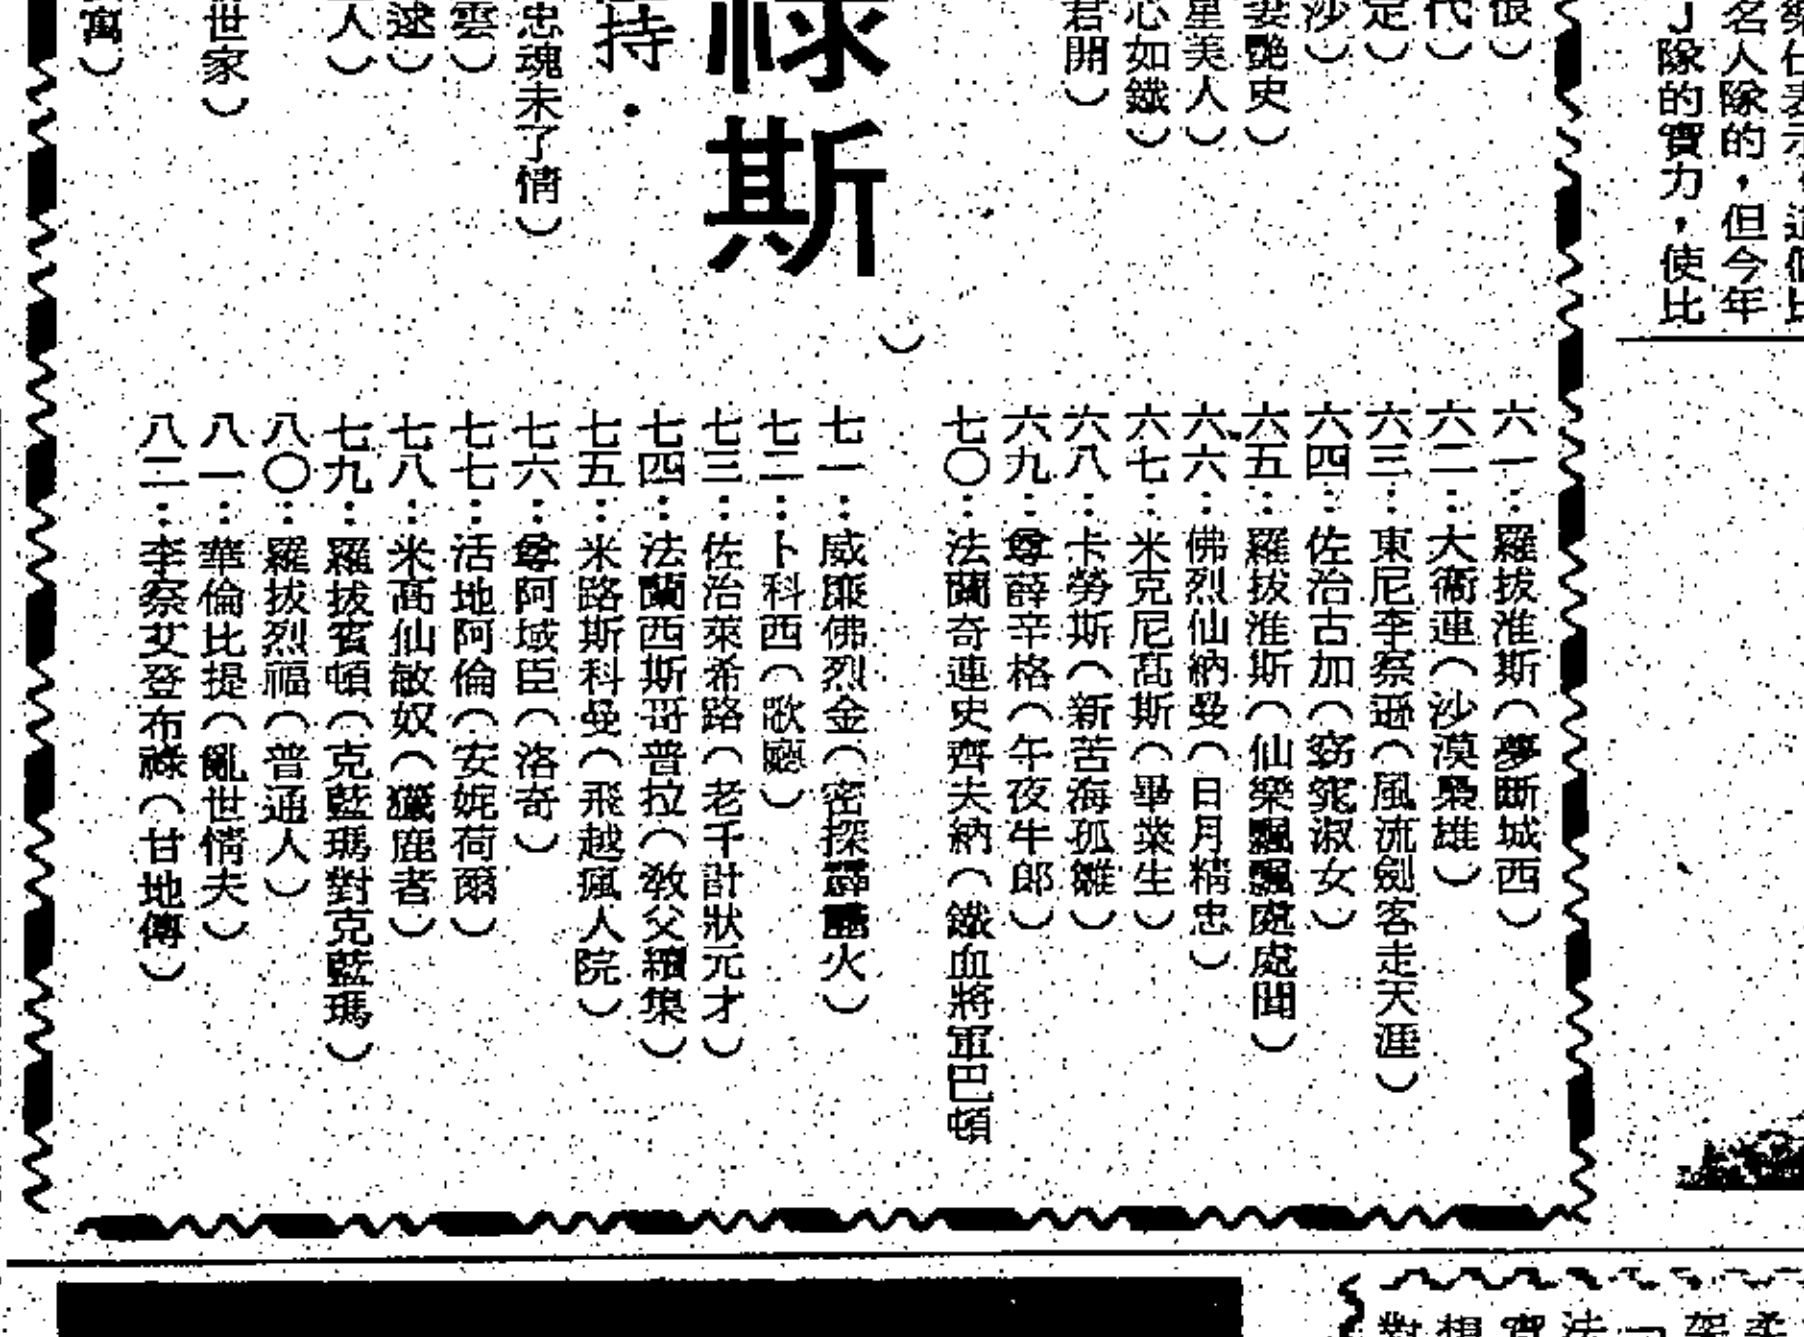 隊的實力,使比
名人隊的,但今年
很)
代)
定)
沙)
妻艷史)
星美人)
心如鐵)
君開)
斯
持·
忠魂未了情)
雲)
逑)
人)
世家)
寓)
六一:羅拔淮斯(夢斷城西)
六二:大衞連(沙漠梟雄)
六三:東尼李察遜(風流劍客走天涯)
六四:佐治古加(窈窕淑女)
六五:羅拔淮斯(仙樂飄飄處處聞)
六六:佛烈仙納曼(日月精忠)
六七:米克尼高斯(畢業生)
六八:卡勞斯(新苦海孤雛)
六九:尊薛辛格(午夜牛郎)
七〇:法蘭奇連史齊夫納(鐵血將軍巴頓
)
七一:威廉佛烈金(密探霹靂火)
七二:卜科西(歌廳)
七三:佐治萊希路(老千計狀元才)
七四:法蘭西斯哥普拉(敎父續集)
七五:米路斯科曼(飛越瘋人院)
七六:尊阿域臣(洛奇)
七七:活地阿倫(安妮荷爾)
七八:米高仙敏奴(獵鹿者)
七九:羅拔賓頓(克藍瑪對克藍瑪)
八〇:羅拔烈福(普通人)
八一:華倫比提(亂世情夫)
八二:李察艾登布祿(甘地傳)